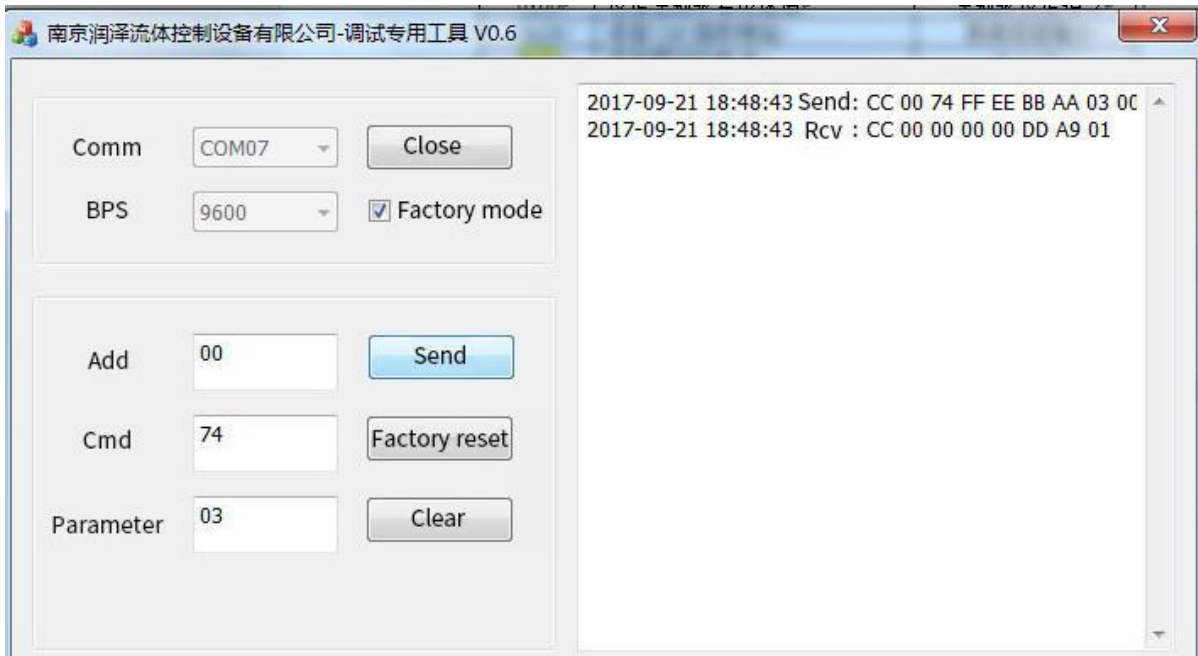 南京润泽流体控制设备有限公司-调试专用工具 V0.6
Comm
COM07
Close
BPS
9600
Factory mode
Add
00
Send
Cmd
74
Factory reset
Parameter
03
Clear
2017-09-21 18:48:43 Send: CC 00 74 FF EE BB AA 03 00
2017-09-21 18:48:43 Rcv : CC 00 00 00 00 DD A9 01